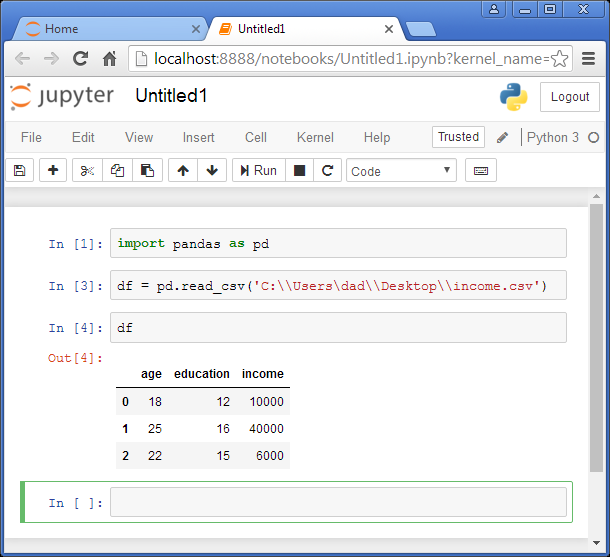 Home
Untitled1
localhost:8888/notebooks/Untitled1.ipynb?kernel_name=
jupyter Untitled1 Logout
File Edit View Insert Cell Kernel Help Trusted Python 3
Run Code
In [1]: import pandas as pd
In [3]: df = pd.read_csv('C:\\Users\dad\\Desktop\\income.csv')
In [4]: df
Out[4]:
age education income
0 18 12 10000
1 25 16 40000
2 22 15 6000
In [ ]: